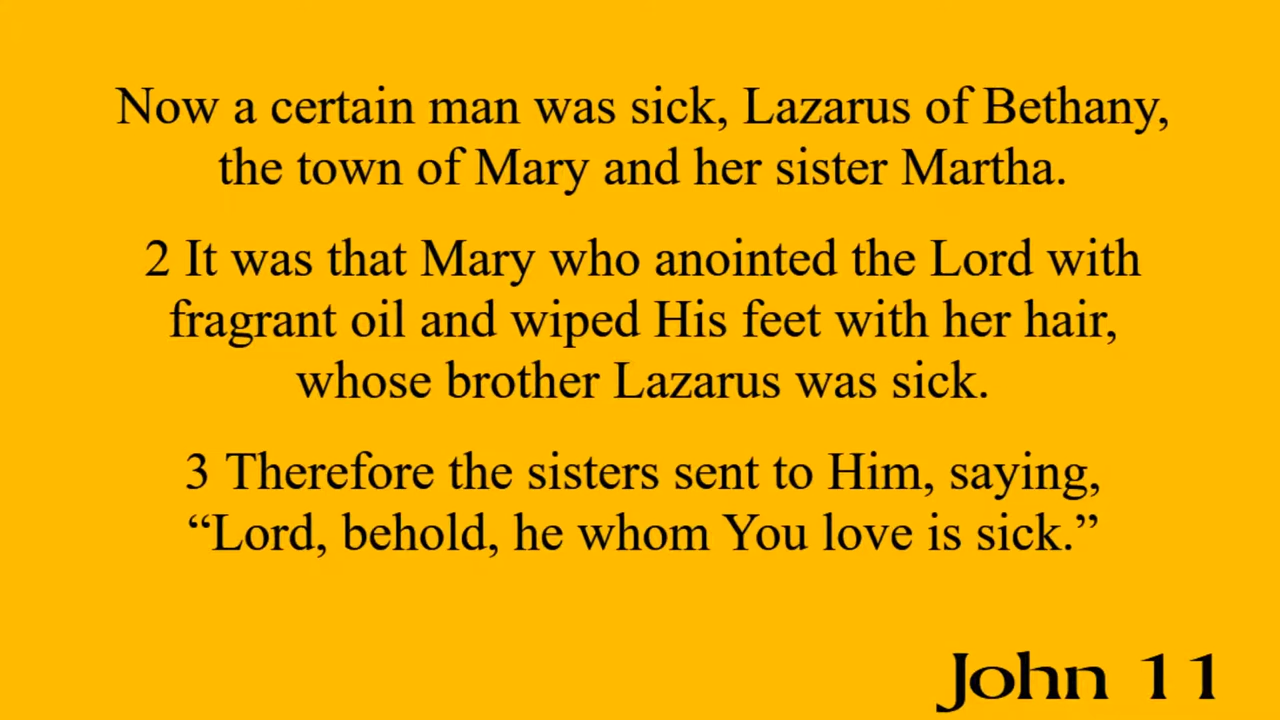 Now a certain man was sick, Lazarus of Bethany,
the town of Mary and her sister Martha.
2 It was that Mary who anointed the Lord with
fragrant oil and wiped His feet with her hair,
whose brother Lazarus was sick.
3 Therefore the sisters sent to Him, saying,
“Lord, behold, he whom You love is sick.”
John 11